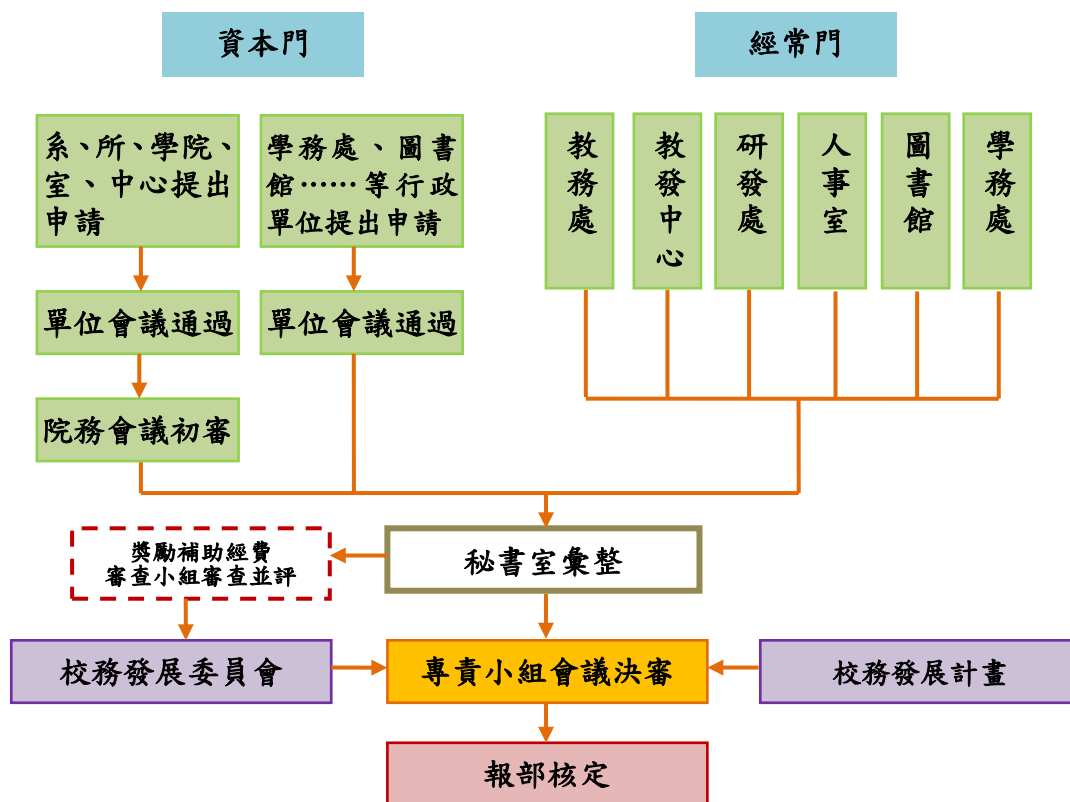 資本門
經常門
系、所、學院、
室、中心提出
申請
學務處、圖書
館……等行政
單位提出申請
教務處
教發中心
研發處
人事室
圖書館
學務處
單位會議通過
單位會議通過
院務會議初審
秘書室彙整
獎勵補助經費
審查小組審查並評
校務發展委員會
專責小組會議決審
校務發展計畫
報部核定